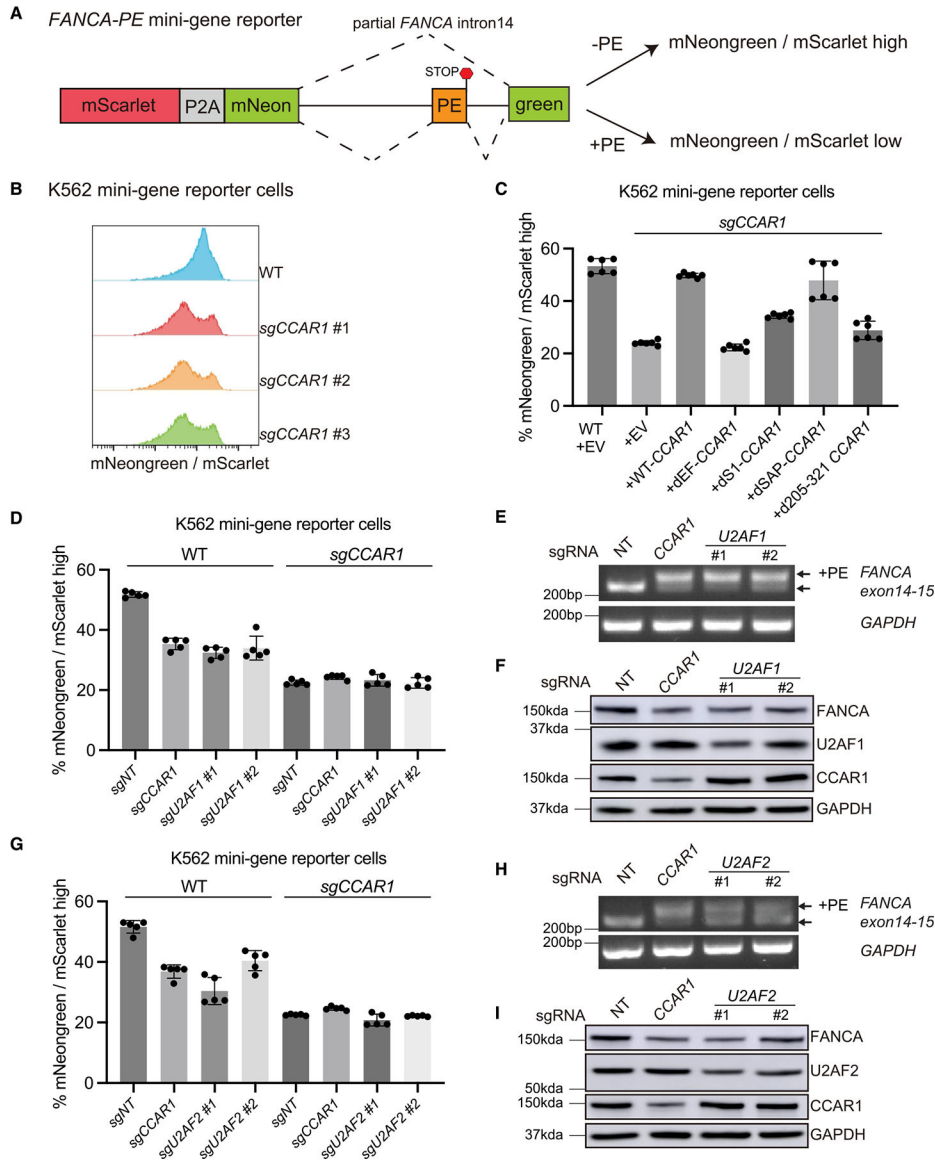 A
FANCA-PE mini-gene reporter
partial FANCA intron14
STOP
mScarlet
P2A
mNeon
PE
green
-PE
mNeongreen / mScarlet high
+PE
mNeongreen / mScarlet low
B
K562 mini-gene reporter cells
WT
sgCCAR1 #1
sgCCAR1 #2
sgCCAR1 #3
mNeongreen / mScarlet
C
K562 mini-gene reporter cells
sgCCAR1
% mNeongreen / mScarlet high
60
40
20
0
WT
+EV
+EV
+WT-CCAR1
+dEF-CCAR1
+dS1-CCAR1
+dSAP-CCAR1
+d205-321 CCAR1
D
K562 mini-gene reporter cells
WT
sgCCAR1
% mNeongreen / mScarlet high
60
40
20
0
sgNT
sgCCAR1
sgU2AF1 #1
sgU2AF1 #2
sgNT
sgCCAR1
sgU2AF1 #1
sgU2AF1 #2
E
sgRNA
NT
CCAR1
U2AF1
#1
#2
+PE
FANCA
exon14-15
200bp
200bp
GAPDH
F
sgRNA
NT
CCAR1
U2AF1
#1
#2
150kda
FANCA
37kda
U2AF1
150kda
CCAR1
37kda
GAPDH
G
K562 mini-gene reporter cells
WT
sgCCAR1
% mNeongreen / mScarlet high
60
40
20
0
sgNT
sgCCAR1
sgU2AF2 #1
sgU2AF2 #2
sgNT
sgCCAR1
sgU2AF2 #1
sgU2AF2 #2
H
sgRNA
NT
CCAR1
U2AF2
#1
#2
+PE
FANCA
exon14-15
200bp
200bp
GAPDH
I
sgRNA
NT
CCAR1
U2AF2
#1
#2
150kda
FANCA
U2AF2
50kda
150kda
CCAR1
37kda
GAPDH